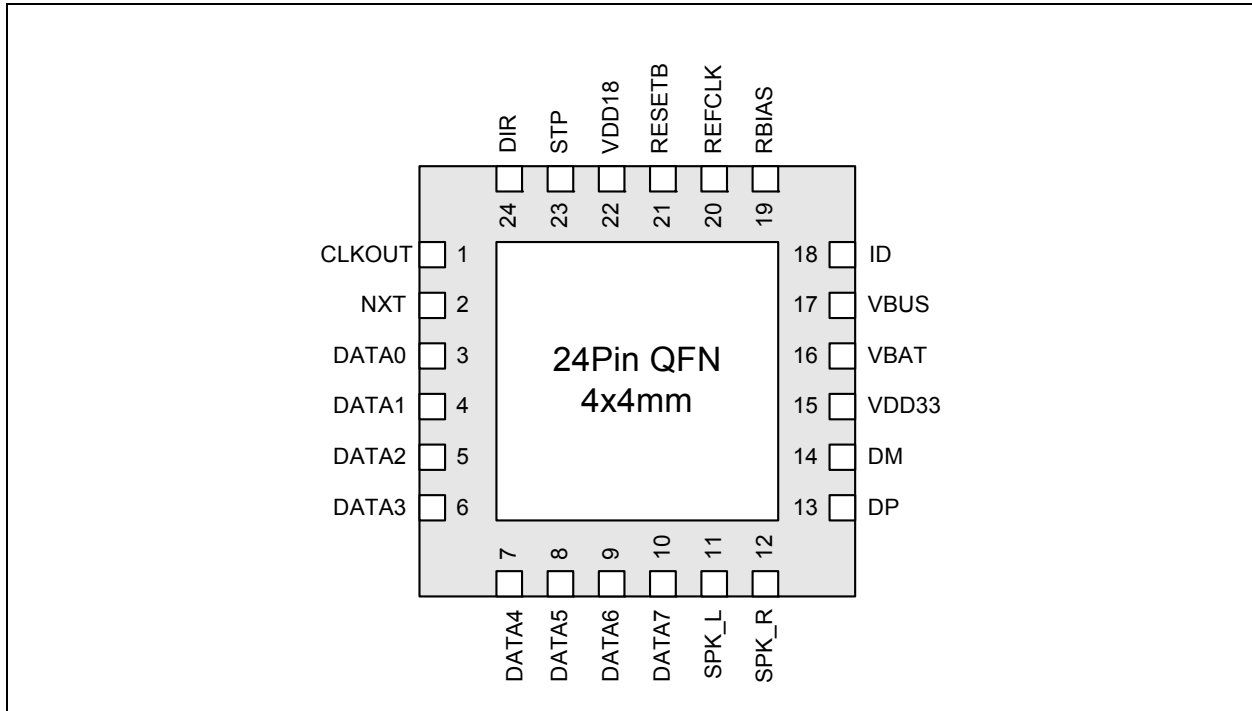 DIR
STP
VDD18
RESETB
REFCLK
RBIAS
24
23
22
21
20
19
CLKOUT 1
NXT 2
DATA0 3
DATA1 4
DATA2 5
DATA3 6
24Pin QFN
4x4mm
18 ID
17 VBUS
16 VBAT
15 VDD33
14 DM
13 DP
7
8
9
10
11
12
DATA4
DATA5
DATA6
DATA7
SPK_L
SPK_R